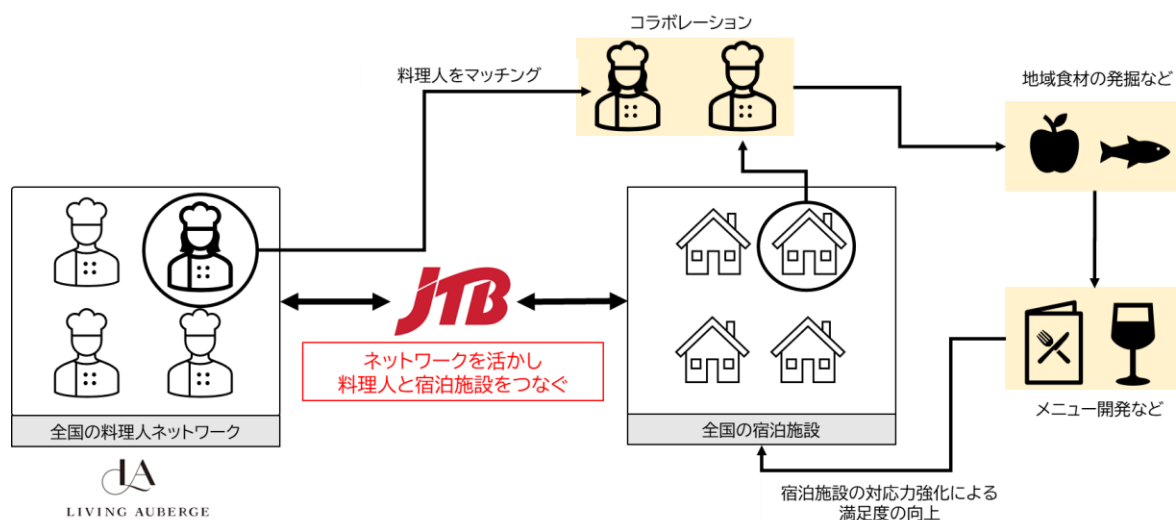 コラボレーション
料理人をマッチング
地域食材の発掘など
JTB
ネットワークを活かし
料理人と宿泊施設をつなぐ
全国の料理人ネットワーク
全国の宿泊施設
メニュー開発など
LA
LIVING AUBERGE
宿泊施設の対応力強化による
満足度の向上